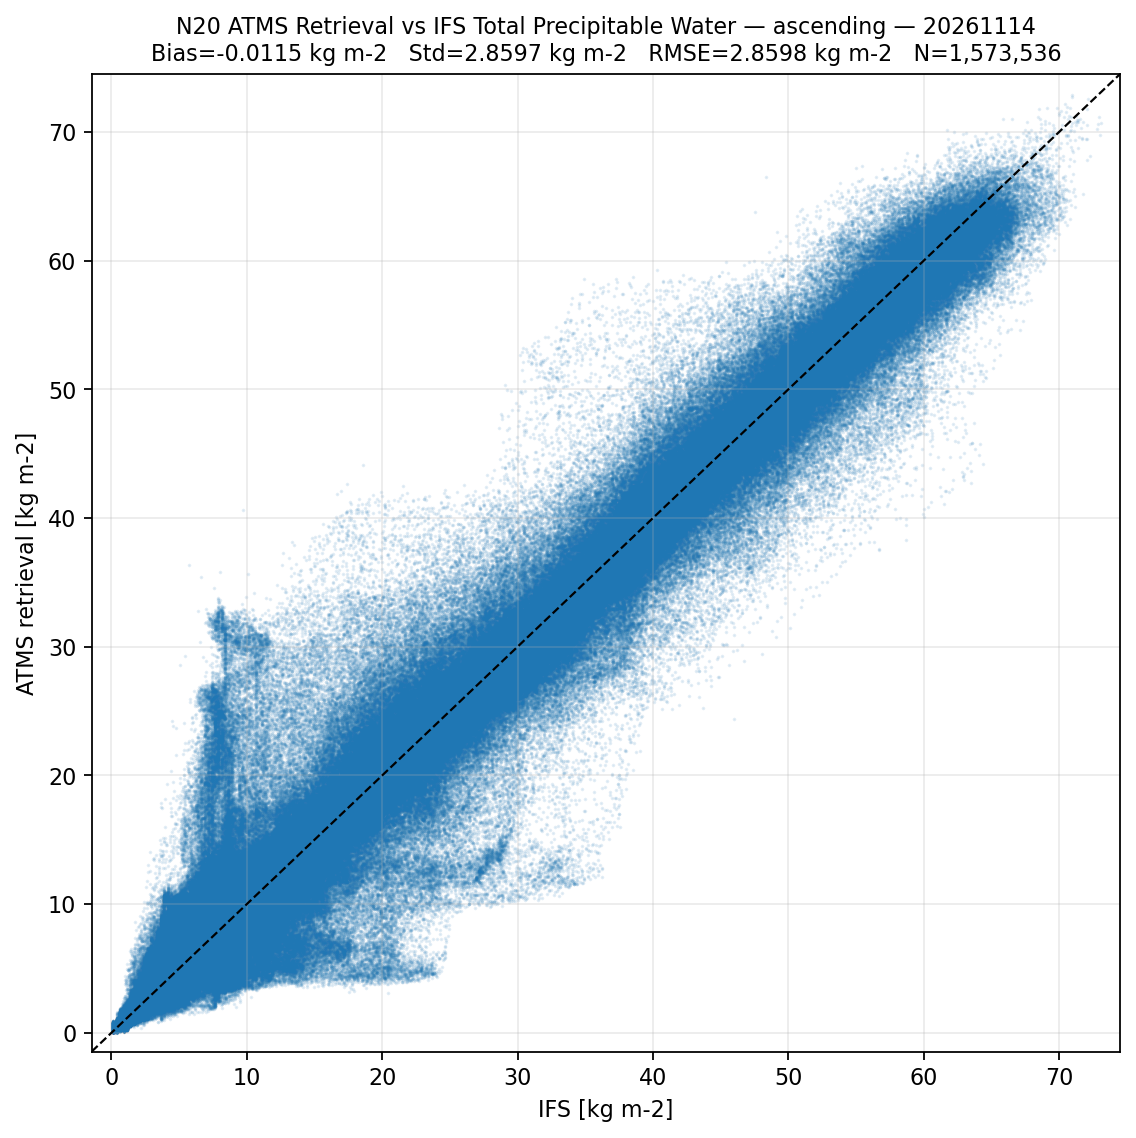 N20 ATMS Retrieval vs IFS Total Precipitable Water — ascending — 20261114
Bias=-0.0115 kg m-2   Std=2.8597 kg m-2   RMSE=2.8598 kg m-2   N=1,573,536
70
60
50
40
30
20
10
0
ATMS retrieval [kg m-2]
0 10 20 30 40 50 60 70
IFS [kg m-2]